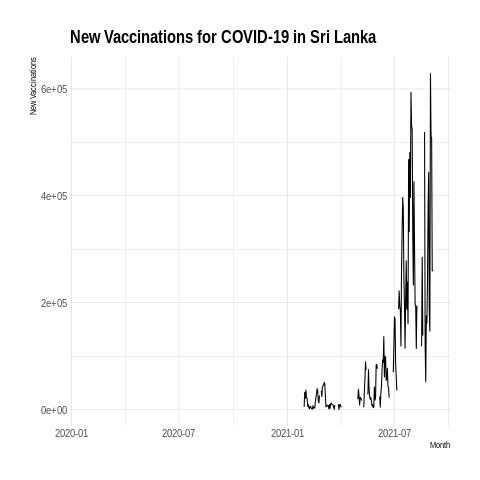 New Vaccinations for COVID-19 in Sri Lanka
New Vaccinations
6e+05
4e+05
2e+05
0e+00
2020-01 2020-07 2021-01 2021-07
Month